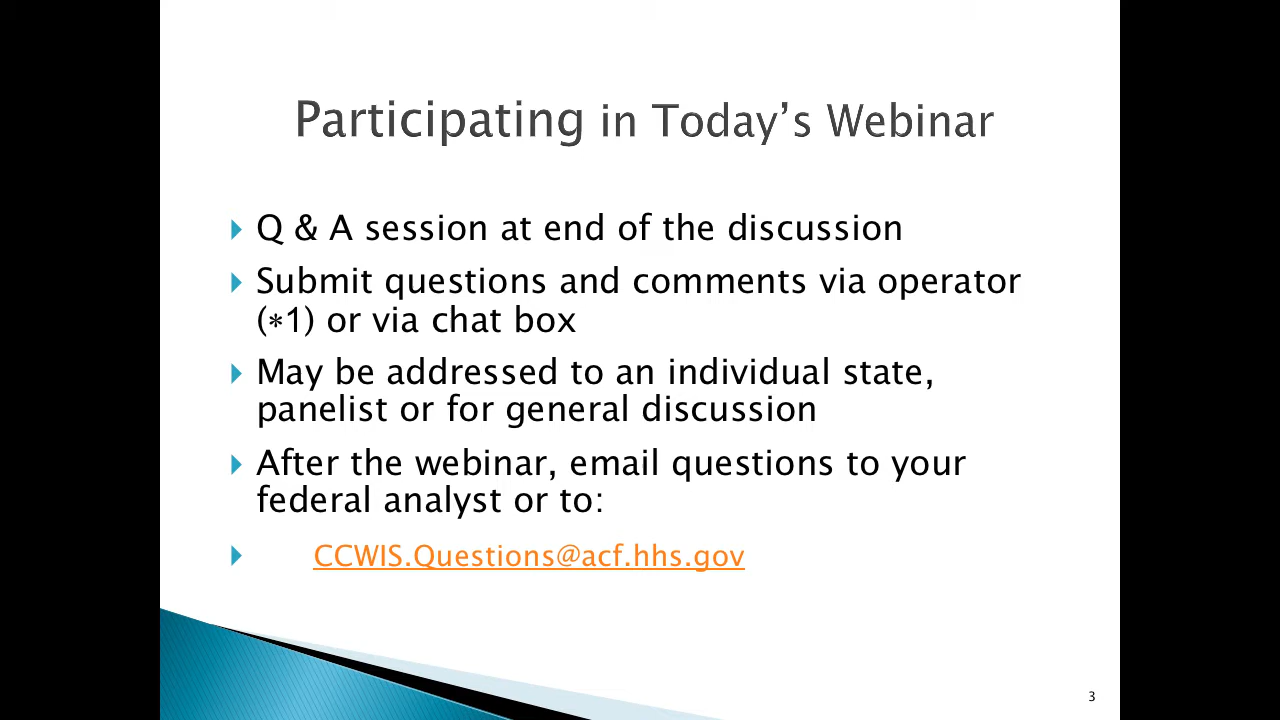 Participating in Today’s Webinar
Q & A session at end of the discussion
Submit questions and comments via operator
(*1) or via chat box
May be addressed to an individual state,
panelist or for general discussion
After the webinar, email questions to your
federal analyst or to:
CCWIS.Questions@acf.hhs.gov
3